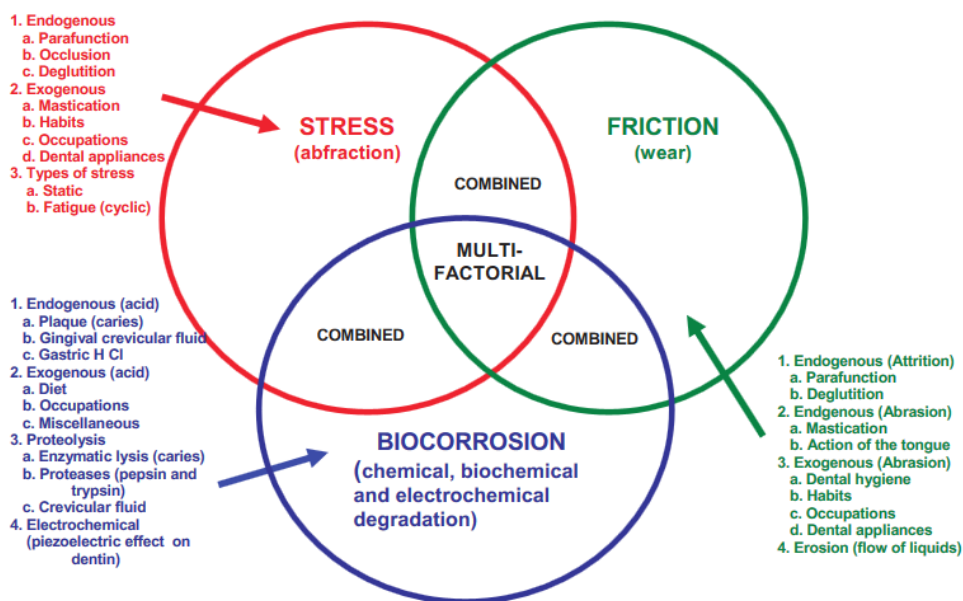 1. Endogenous
a. Parafunction
b. Occlusion
c. Deglutition
2. Exogenous
a. Mastication
b. Habits
c. Occupations
d. Dental appliances
3. Types of stress
a. Static
b. Fatigue (cyclic)
STRESS
(abfraction)
FRICTION
(wear)
COMBINED
MULTI-
FACTORIAL
COMBINED
COMBINED
1. Endogenous (acid)
a. Plaque (caries)
b. Gingival crevicular fluid
c. Gastric H Cl
2. Exogenous (acid)
a. Diet
b. Occupations
c. Miscellaneous
3. Proteolysis
a. Enzymatic lysis (caries)
b. Proteases (pepsin and
trypsin)
c. Crevicular fluid
4. Electrochemical
(piezoelectric effect on
dentin)
BIOCORROSION
(chemical, biochemical
and electrochemical
degradation)
1. Endogenous (Attrition)
a. Parafunction
b. Deglutition
2. Endgenous (Abrasion)
a. Mastication
b. Action of the tongue
3. Exogenous (Abrasion)
a. Dental hygiene
b. Habits
c. Occupations
d. Dental appliances
4. Erosion (flow of liquids)